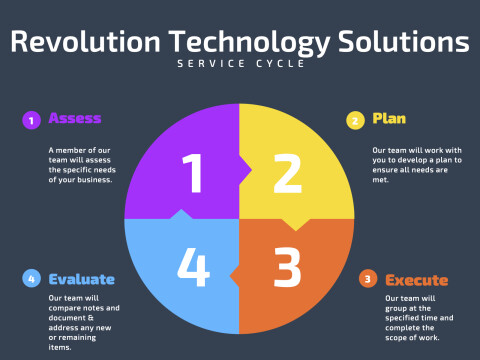 Revolution Technology Solutions
SERVICE CYCLE
1 Assess
A member of our
team will assess
the specific needs
of your business.
2 Plan
Our team will work with
you to develop a plan to
ensure all needs are
met.
1
2
4
3
4 Evaluate
Our team will
compare notes and
document &
address any new
or remaining
items.
3 Execute
Our team will
group at the
specified time and
complete the
scope of work.